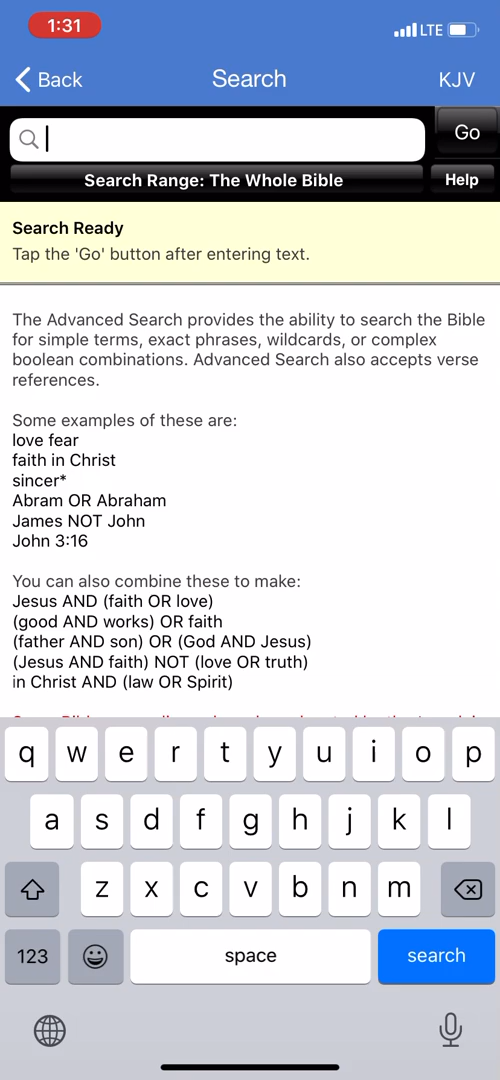 1:31
LTE
Back
Search
KJV
Go
Search Range: The Whole Bible
Help
Search Ready
Tap the 'Go' button after entering text.
The Advanced Search provides the ability to search the Bible
for simple terms, exact phrases, wildcards, or complex
boolean combinations. Advanced Search also accepts verse
references.
Some examples of these are:
love fear
faith in Christ
sincer*
Abram OR Abraham
James NOT John
John 3:16
You can also combine these to make:
Jesus AND (faith OR love)
(good AND works) OR faith
(father AND son) OR (God AND Jesus)
(Jesus AND faith) NOT (love OR truth)
in Christ AND (law OR Spirit)
q w e r t y u i o p
a s d f g h j k l
z x c v b n m
123
space
search